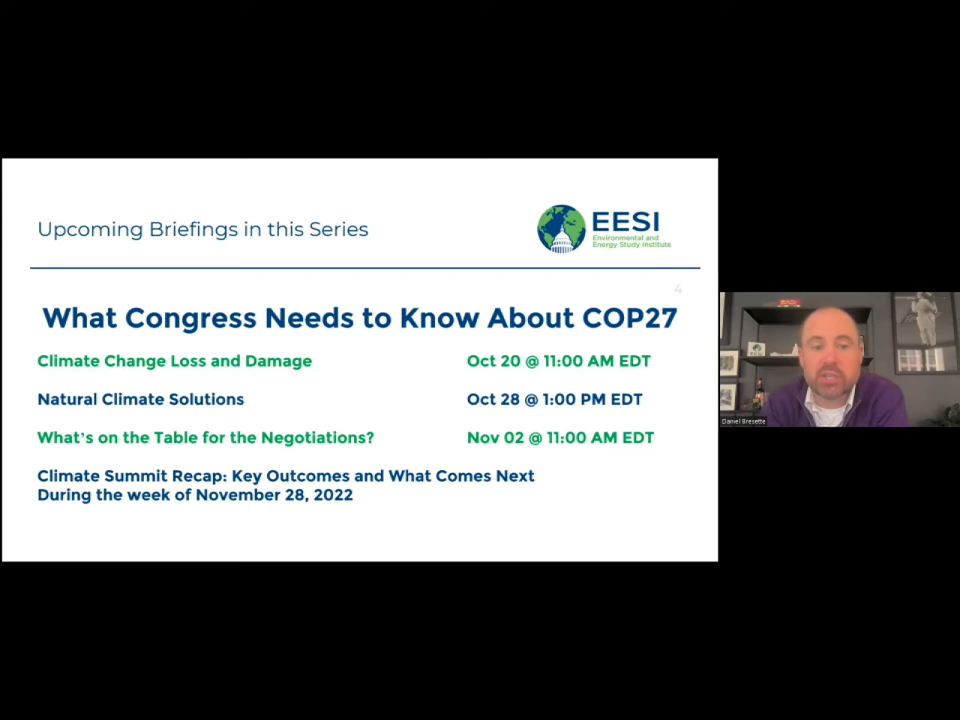 Upcoming Briefings in this Series
EESI
Environmental and
Energy Study Institute
4
What Congress Needs to Know About COP27
Climate Change Loss and Damage Oct 20 @ 11:00 AM EDT
Natural Climate Solutions Oct 28 @ 1:00 PM EDT
What's on the Table for the Negotiations? Nov 02 @ 11:00 AM EDT
Climate Summit Recap: Key Outcomes and What Comes Next
During the week of November 28, 2022
Daniel Bresette